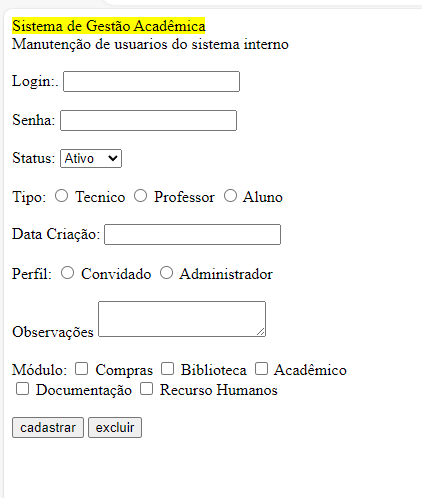 Sistema de Gestão Acadêmica
Manutenção de usuarios do sistema interno
Login:.
Senha:
Status: Ativo
Tipo: Tecnico Professor Aluno
Data Criação:
Perfil: Convidado Administrador
Observações
Módulo: Compras Biblioteca Acadêmico
Documentação Recurso Humanos
cadastrar excluir